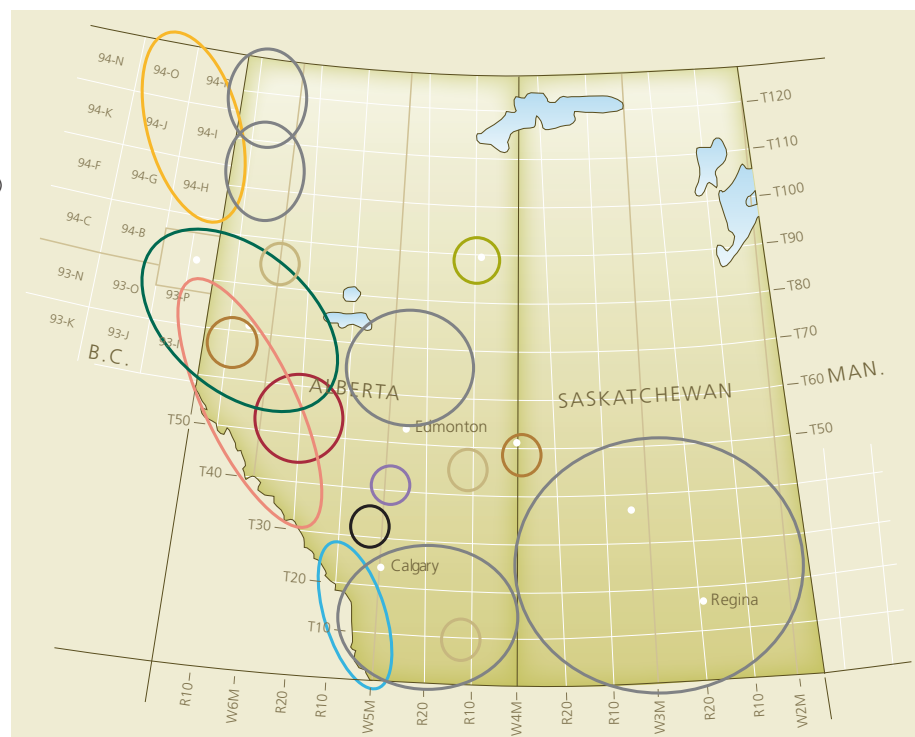 94-N
94-O
94-P
94-K
94-J
94-I
94-F
94-G
94-H
94-C
94-B
93-N
93-O
93-P
93-K
93-J
93-I
B.C.
ALBERTA
SASKATCHEWAN
MAN.
Edmonton
Calgary
Regina
T120
T110
T100
T90
T80
T70
T60
T50
T50
T40
T30
T20
T10
R10
W6M
R20
R10
W5M
R20
R10
W4M
R20
R10
W3M
R20
R10
W2M